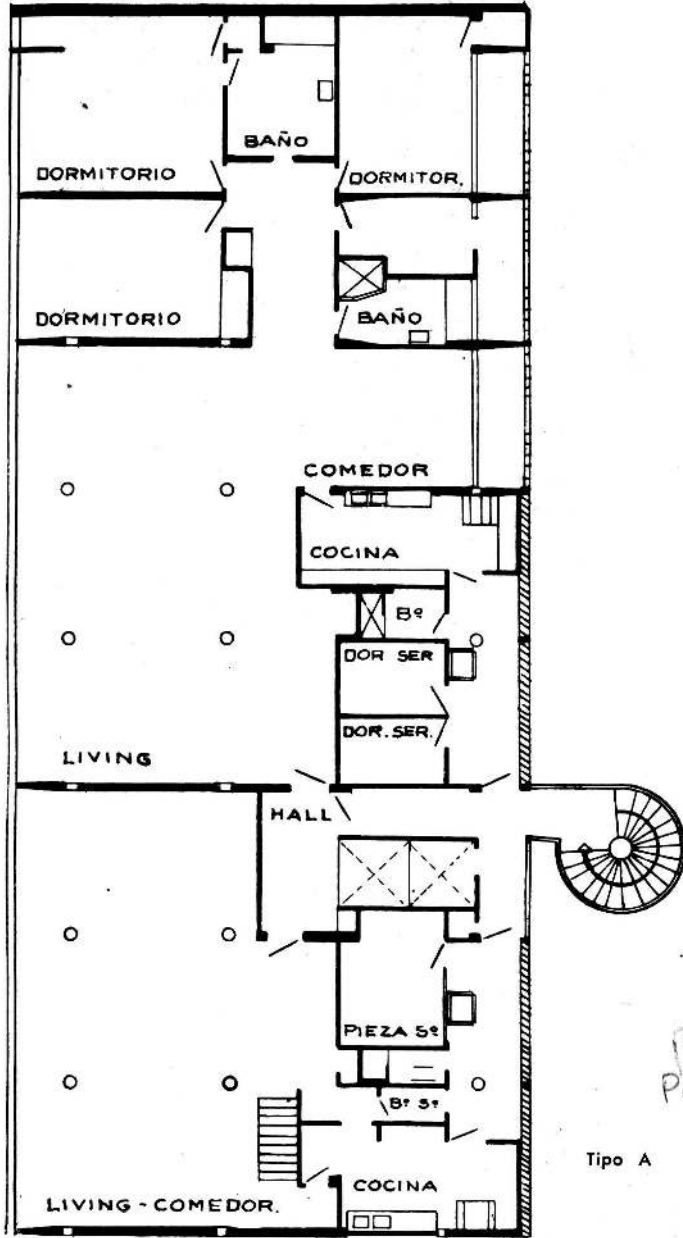 BAÑO
DORMITORIO
DORMITOR.
DORMITORIO
BAÑO
COMEDOR
COCINA
Bº
DOR SER
DOR. SER.
LIVING
HALL
PIEZA Sº
Bº Sº
Tipo A
COCINA
LIVING - COMEDOR.